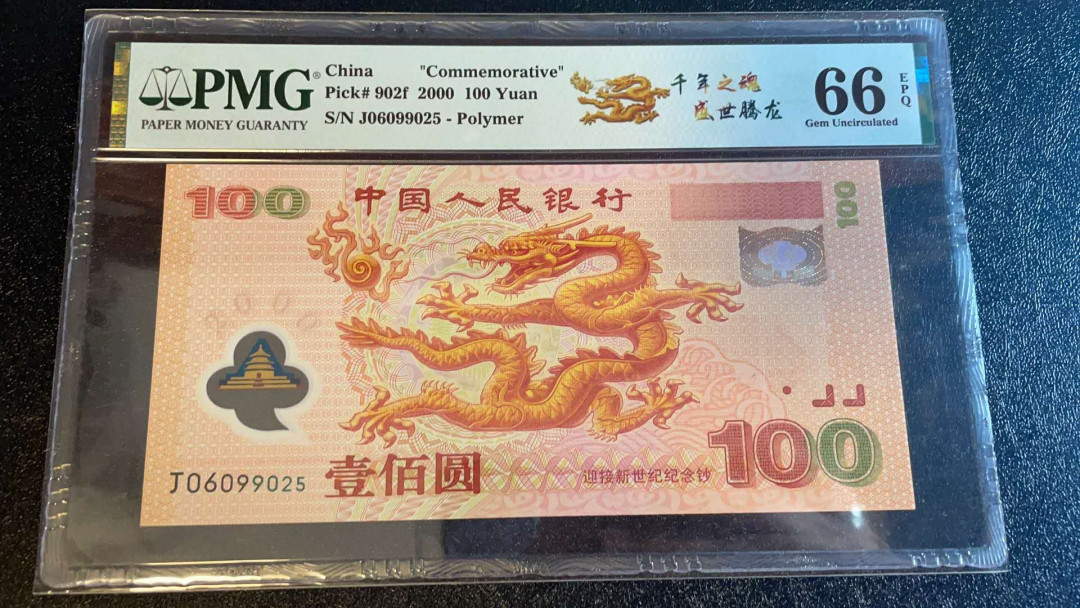 PMG®
PAPER MONEY GUARANTY
China "Commemorative"
Pick# 902f 2000 100 Yuan
S/N J06099025 - Polymer
千年之魂
盛世腾龙
66
EPQ
Gem Uncirculated
100
中国人民银行
100
2000
J06099025
壹佰圆
迎接新世纪纪念钞
100